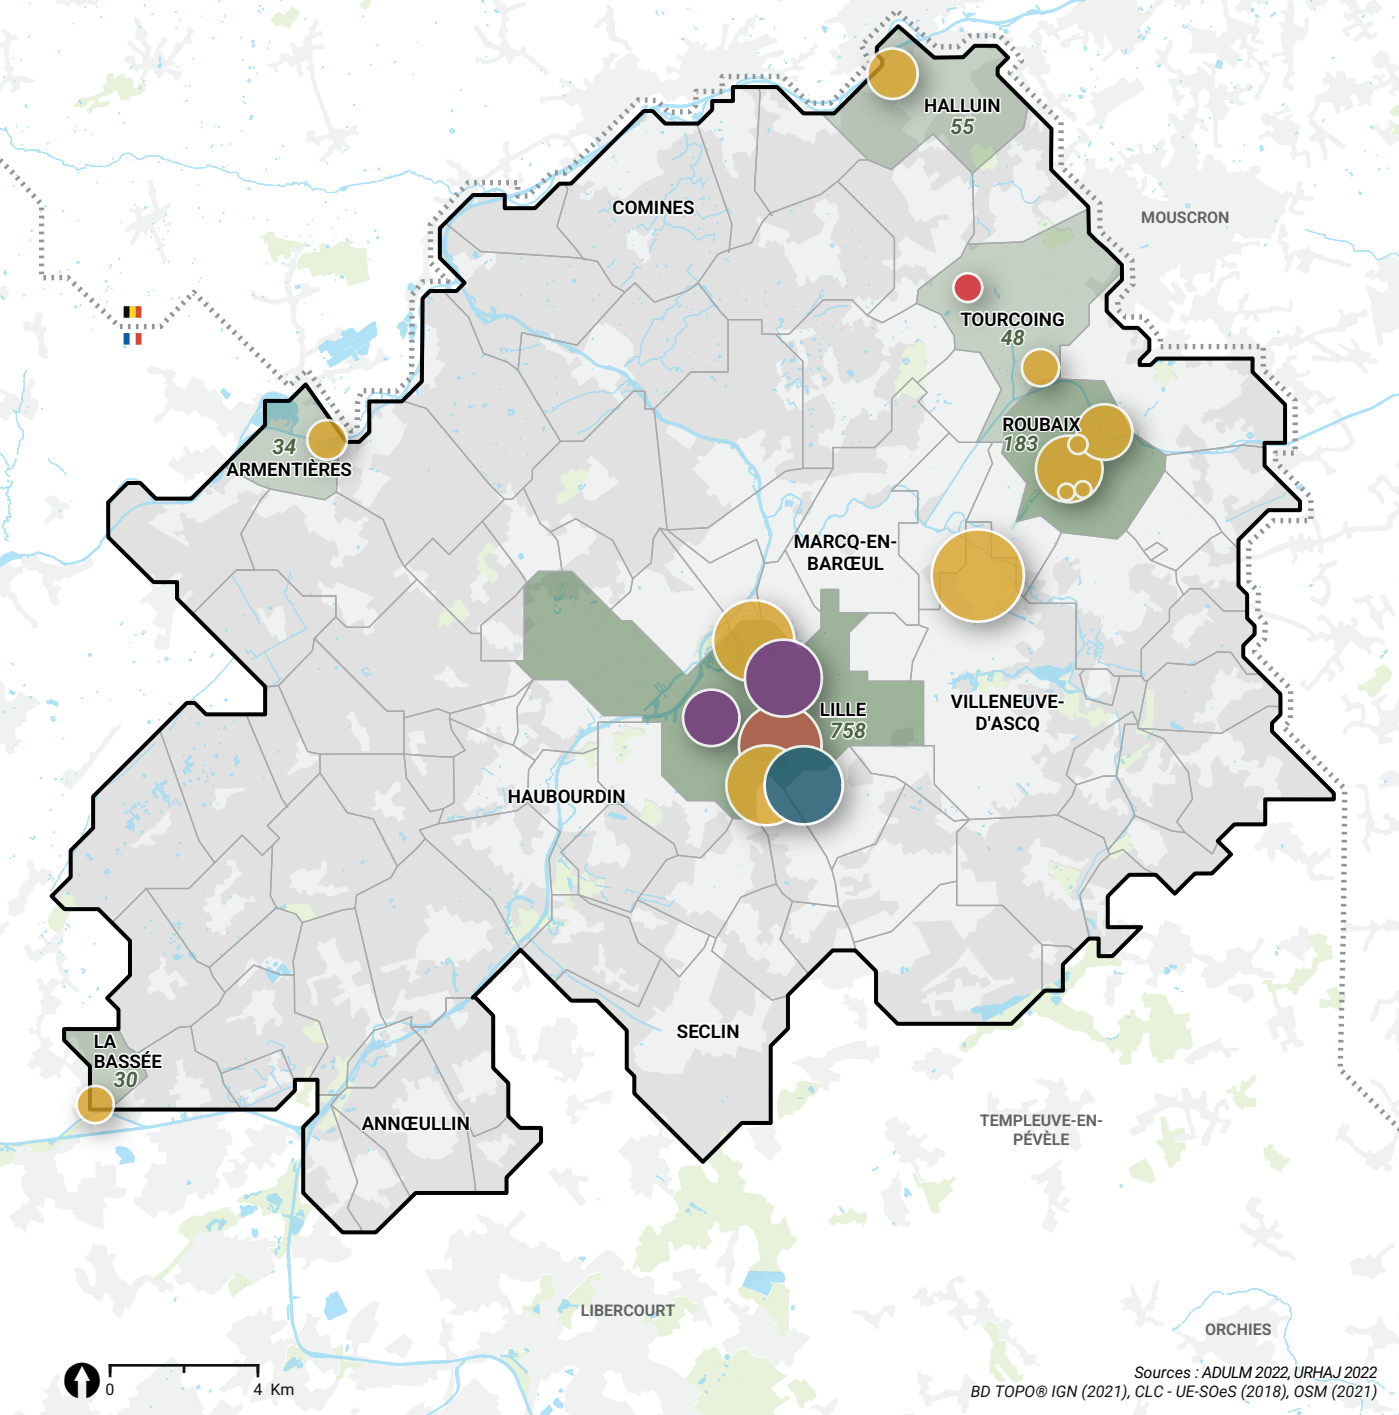 HALLUIN
55
COMINES
MOUSCRON
TOURCOING
48
ROUBAIX
183
34
ARMENTIÈRES
MARCQ-EN-
BARŒUL
VILLENEUVE-
D'ASCQ
LILLE
758
HAUBOURDIN
SECLIN
LA
BASSÉE
30
ANNŒULLIN
TEMPLEUVE-EN-
PÉVÈLE
LIBERCOURT
ORCHIES
0 4 Km
Sources : ADULM 2022, URHAJ 2022
BD TOPO® IGN (2021), CLC - UE-SOeS (2018), OSM (2021)